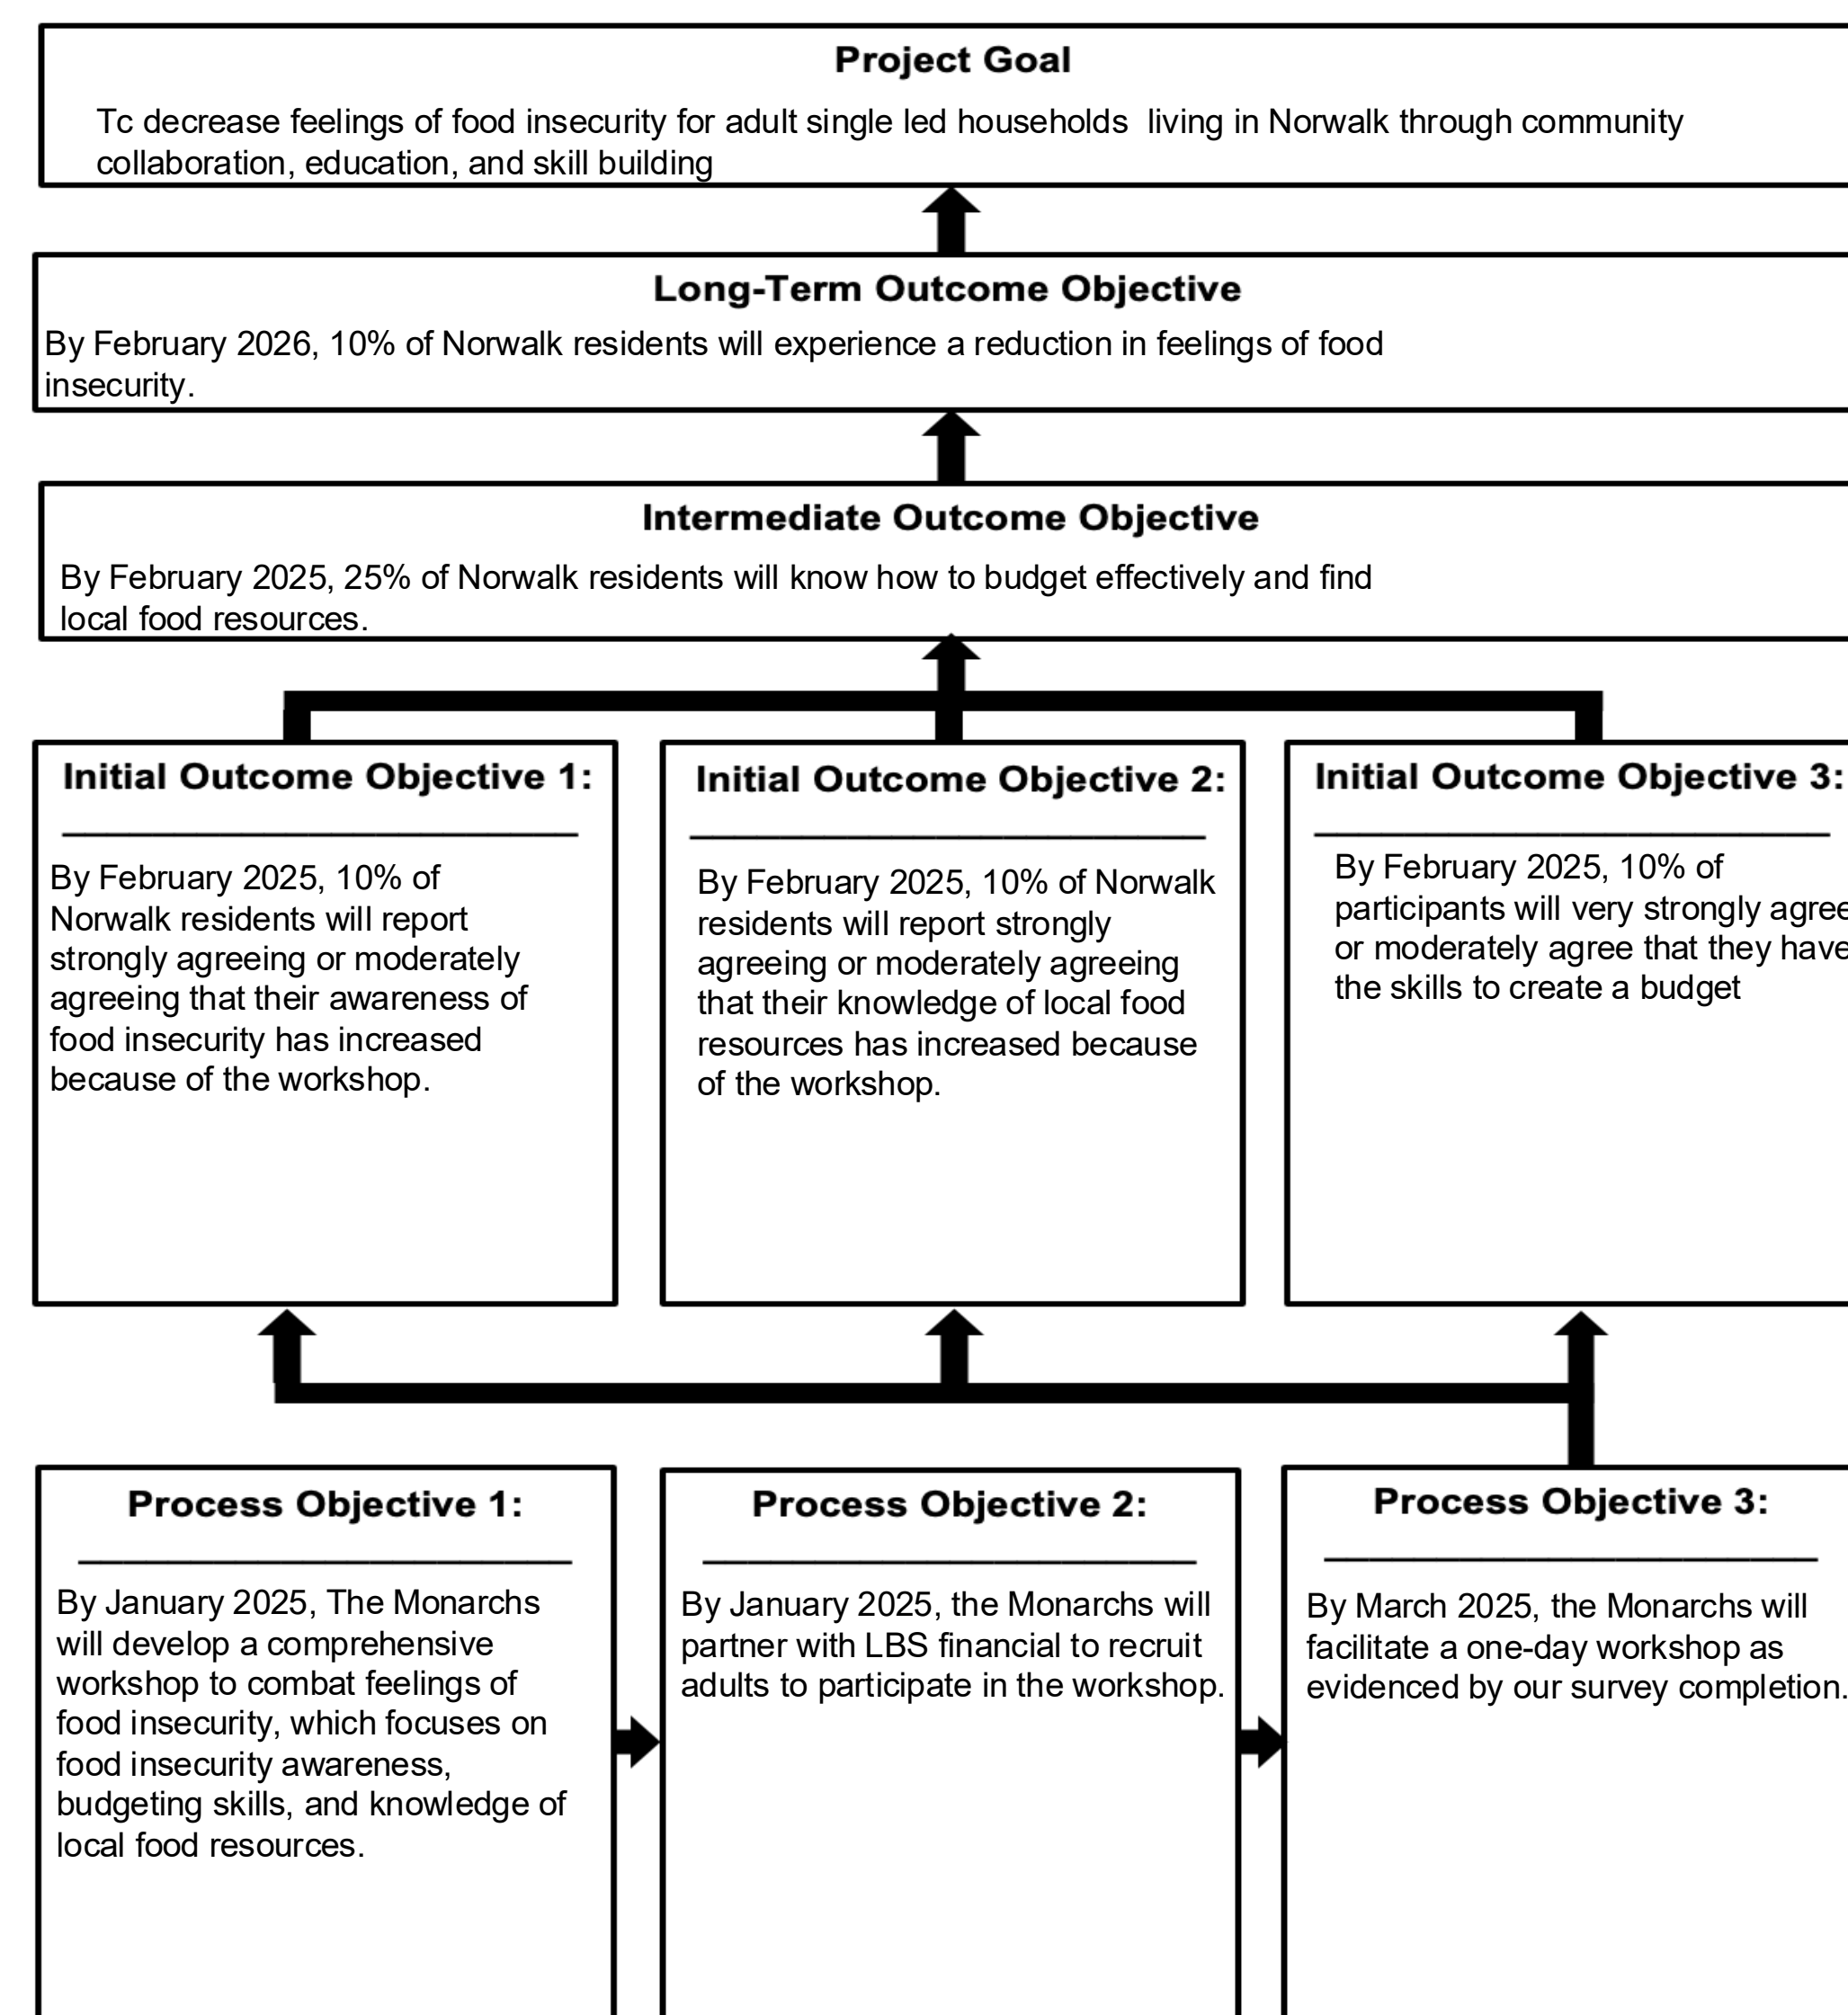 Project Goal
Tc decrease feelings of food insecurity for adult single led households  living in Norwalk through community
collaboration, education, and skill building
Long-Term Outcome Objective
By February 2026, 10% of Norwalk residents will experience a reduction in feelings of food
insecurity.
Intermediate Outcome Objective
By February 2025, 25% of Norwalk residents will know how to budget effectively and find
local food resources.
Initial Outcome Objective 1:
By February 2025, 10% of
Norwalk residents will report
strongly agreeing or moderately
agreeing that their awareness of
food insecurity has increased
because of the workshop.
Initial Outcome Objective 2:
By February 2025, 10% of Norwalk
residents will report strongly
agreeing or moderately agreeing
that their knowledge of local food
resources has increased because
of the workshop.
Initial Outcome Objective 3:
By February 2025, 10% of
participants will very strongly agree
or moderately agree that they have
the skills to create a budget
Process Objective 1:
By January 2025, The Monarchs
will develop a comprehensive
workshop to combat feelings of
food insecurity, which focuses on
food insecurity awareness,
budgeting skills, and knowledge of
local food resources.
Process Objective 2:
By January 2025, the Monarchs will
partner with LBS financial to recruit
adults to participate in the workshop.
Process Objective 3:
By March 2025, the Monarchs will
facilitate a one-day workshop as
evidenced by our survey completion.